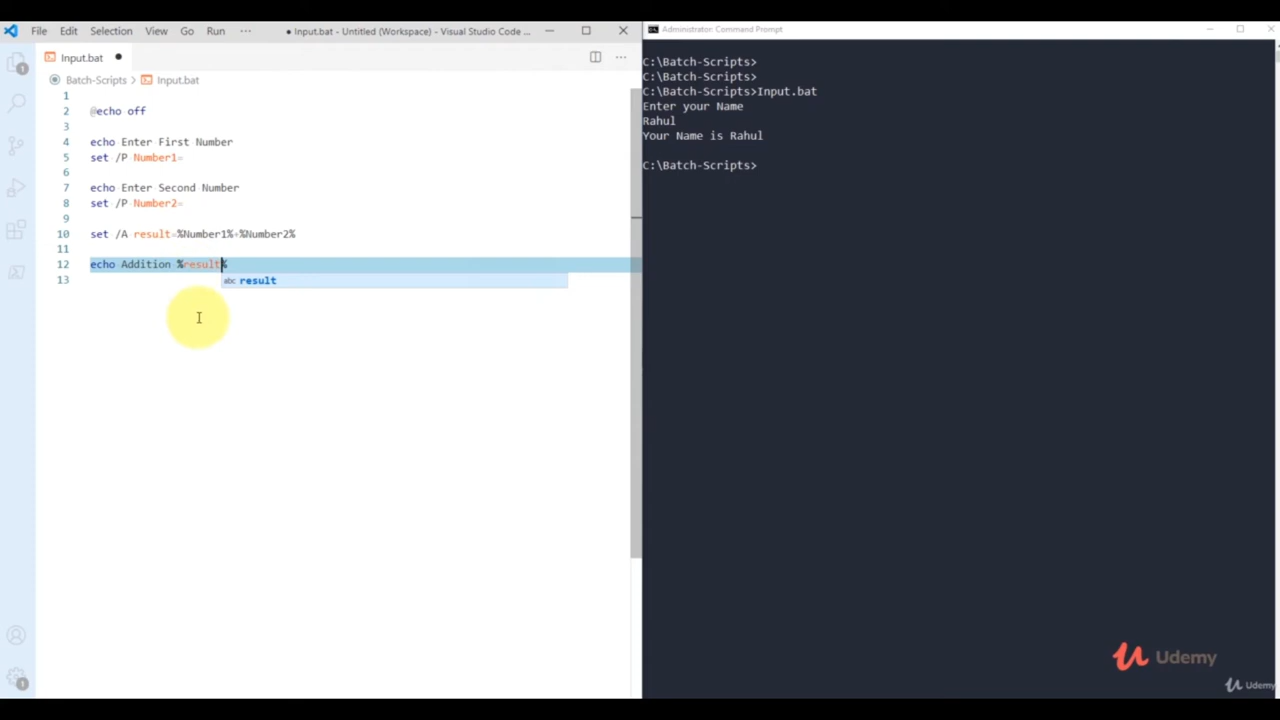 File Edit Selection View Go Run ··· ● Input.bat - Untitled (Workspace) - Visual Studio Code ...
Input.bat
Batch-Scripts > Input.bat
1
2 @echo off
3
4 echo Enter First Number
5 set /P Number1=
6
7 echo Enter Second Number
8 set /P Number2=
9
10 set /A result=%Number1%+%Number2%
11
12 echo Addition %result%
abc result
13
1
1
Administrator: Command Prompt
C:\Batch-Scripts>
C:\Batch-Scripts>
C:\Batch-Scripts>Input.bat
Enter your Name
Rahul
Your Name is Rahul
C:\Batch-Scripts>
Udemy
Udemy